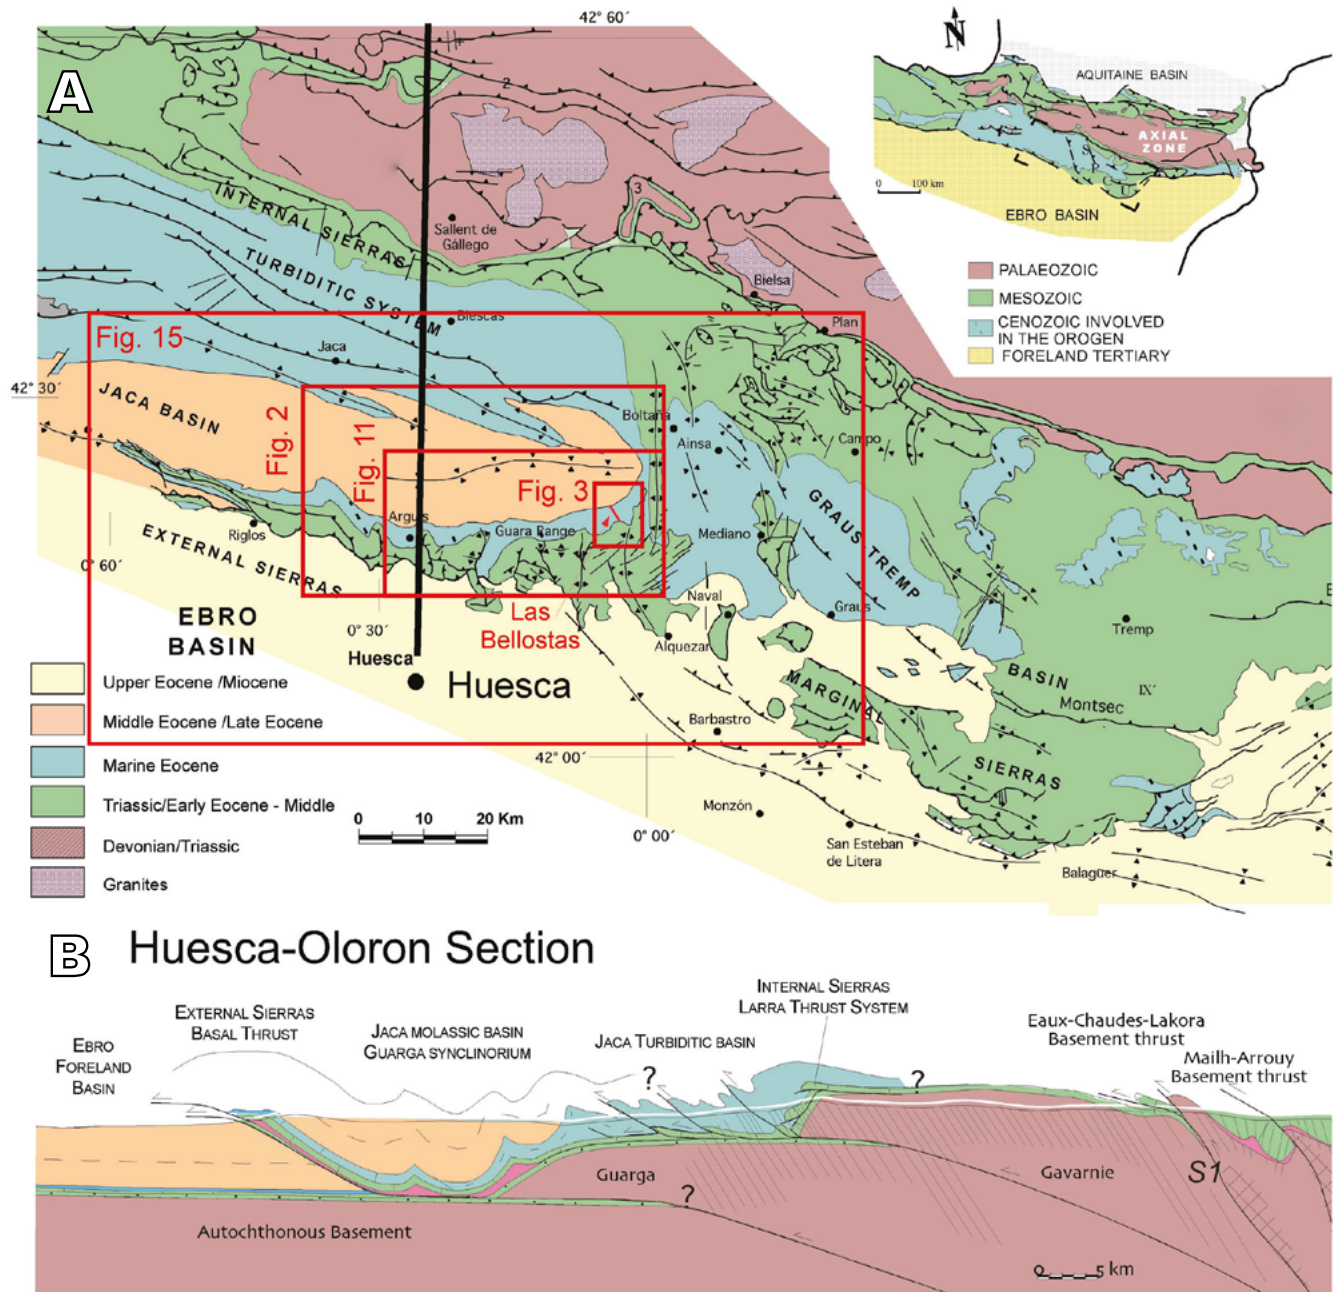 A
42° 60´
N
AQUITAINE BASIN
AXIAL
ZONE
0 100 km
EBRO BASIN
PALAEOZOIC
MESOZOIC
CENOZOIC INVOLVED
IN THE OROGEN
FORELAND TERTIARY
1
2
3
4
INTERNAL SIERRAS
Sallent de
Gállego
TURBIDITIC SYSTEM
Bielsa
Biescas
Plan
Fig. 15
Jaca
42° 30´
JACA BASIN
Fig. 2
Fig. 11
Boltaña
Ainsa
Campo
Fig. 3
GRAUS TREMP
Arguis
Guara Range
Mediano
Riglos
EXTERNAL SIERRAS
0° 60´
EBRO
BASIN
0° 30´
Las
Bellostas
Naval
Graus
Tremp
Alquezar
Huesca
Huesca
BASIN
IX´
Montsec
MARGINAL
SIERRAS
Barbastro
42° 00´
Monzón
0° 00´
San Esteban
de Litera
Balaguer
E
Upper Eocene /Miocene
Middle Eocene /Late Eocene
Marine Eocene
Triassic/Early Eocene - Middle
Devonian/Triassic
Granites
0 10 20 Km
B
Huesca-Oloron Section
EBRO
FORELAND
BASIN
EXTERNAL SIERRAS
BASAL THRUST
JACA MOLASSIC BASIN
GUARGA SYNCLINORIUM
JACA TURBIDITIC BASIN
INTERNAL SIERRAS
LARRA THRUST SYSTEM
Eaux-Chaudes-Lakora
Basement thrust
Mailh-Arrouy
Basement thrust
?
?
Guarga
?
Gavarnie
S1
Autochthonous Basement
0 5 km